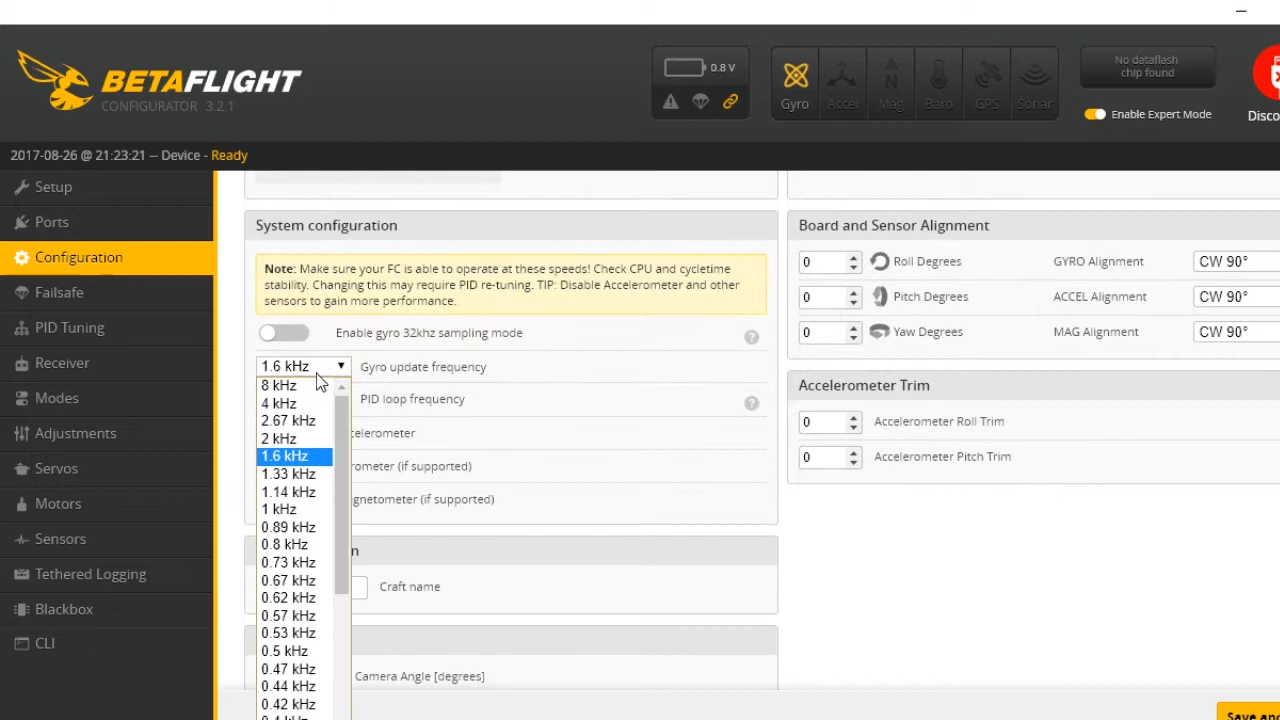 BETAFLIGHT
CONFIGURATOR 3.2.1
0.8 V
Gyro
Accel
Mag
Baro
GPS
Sonar
No dataflash
chip found
Enable Expert Mode
Disco
2017-08-26 @ 21:23:21 -- Device - Ready
Setup
Ports
Configuration
Failsafe
PID Tuning
Receiver
Modes
Adjustments
Servos
Motors
Sensors
Tethered Logging
Blackbox
CLI
System configuration
Note: Make sure your FC is able to operate at these speeds! Check CPU and cycletime
stability. Changing this may require PID re-tuning. TIP: Disable Accelerometer and other
sensors to gain more performance.
Enable gyro 32khz sampling mode
?
1.6 kHz Gyro update frequency
8 kHz
4 kHz
2.67 kHz
2 kHz
1.6 kHz
1.33 kHz
1.14 kHz
1 kHz
0.89 kHz
0.8 kHz
0.73 kHz
0.67 kHz
0.62 kHz
0.57 kHz
0.53 kHz
0.5 kHz
0.47 kHz
0.44 kHz
0.42 kHz
0.4 kHz
PID loop frequency
?
celerometer
rometer (if supported)
gnetometer (if supported)
n
Craft name
Camera Angle [degrees]
Board and Sensor Alignment
0 Roll Degrees GYRO Alignment CW 90°
0 Pitch Degrees ACCEL Alignment CW 90°
0 Yaw Degrees MAG Alignment CW 90°
Accelerometer Trim
0 Accelerometer Roll Trim
0 Accelerometer Pitch Trim
Save and